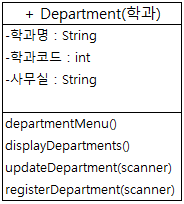 + Department(학과)
-학과명 : String
-학과코드 : int
-사무실 : String
departmentMenu()
displayDepartments()
updateDepartment(scanner)
registerDepartment(scanner)